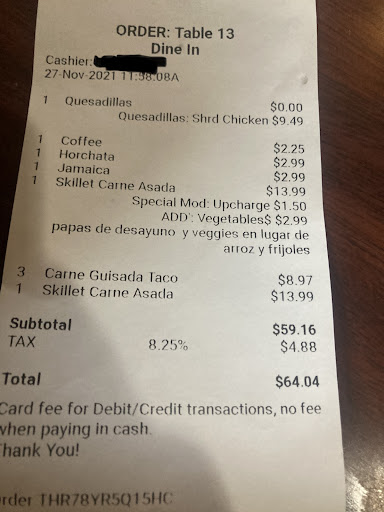 ORDER: Table 13
Dine In
Cashier:
27-Nov-2021 11:58:08A
1 Quesadillas $0.00
Quesadillas: Shrd Chicken $9.49
1 Coffee $2.25
1 Horchata $2.99
1 Jamaica $2.99
1 Skillet Carne Asada $13.99
Special Mod: Upcharge $1.50
ADD: Vegetables$ $2.99
papas de desayuno y veggies en lugar de
arroz y frijoles
3 Carne Guisada Taco $8.97
1 Skillet Carne Asada $13.99
Subtotal $59.16
TAX 8.25% $4.88
Total $64.04
Card fee for Debit/Credit transactions, no fee
when paying in cash.
Thank You!
rder THR78YR5Q15HC